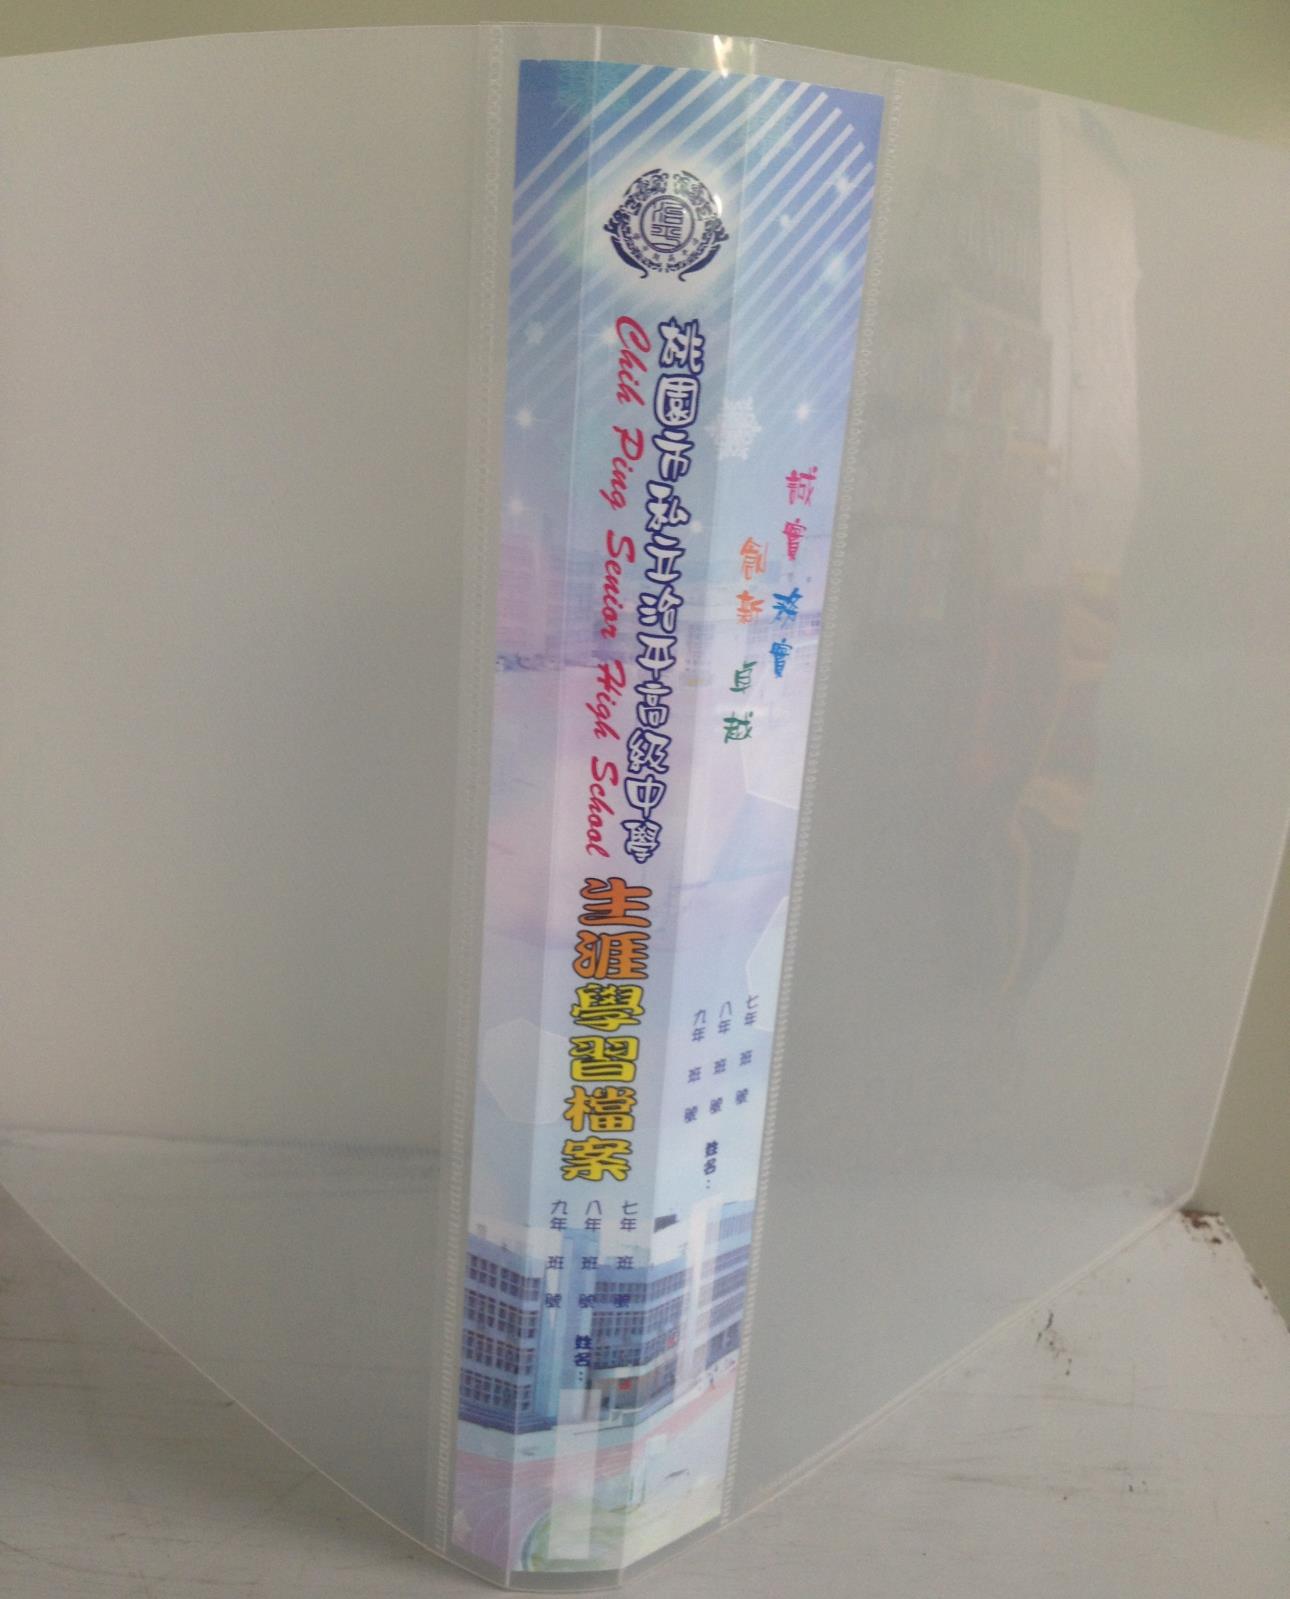 桃園市私立治平高級中學
Chih Ping Senior High School
生涯學習檔案
七年 班 號
八年 班 號
九年 班 號
姓名:
誠實
務實
創新
卓越
七年 班 號
八年 班 號
九年 班 號
姓名: